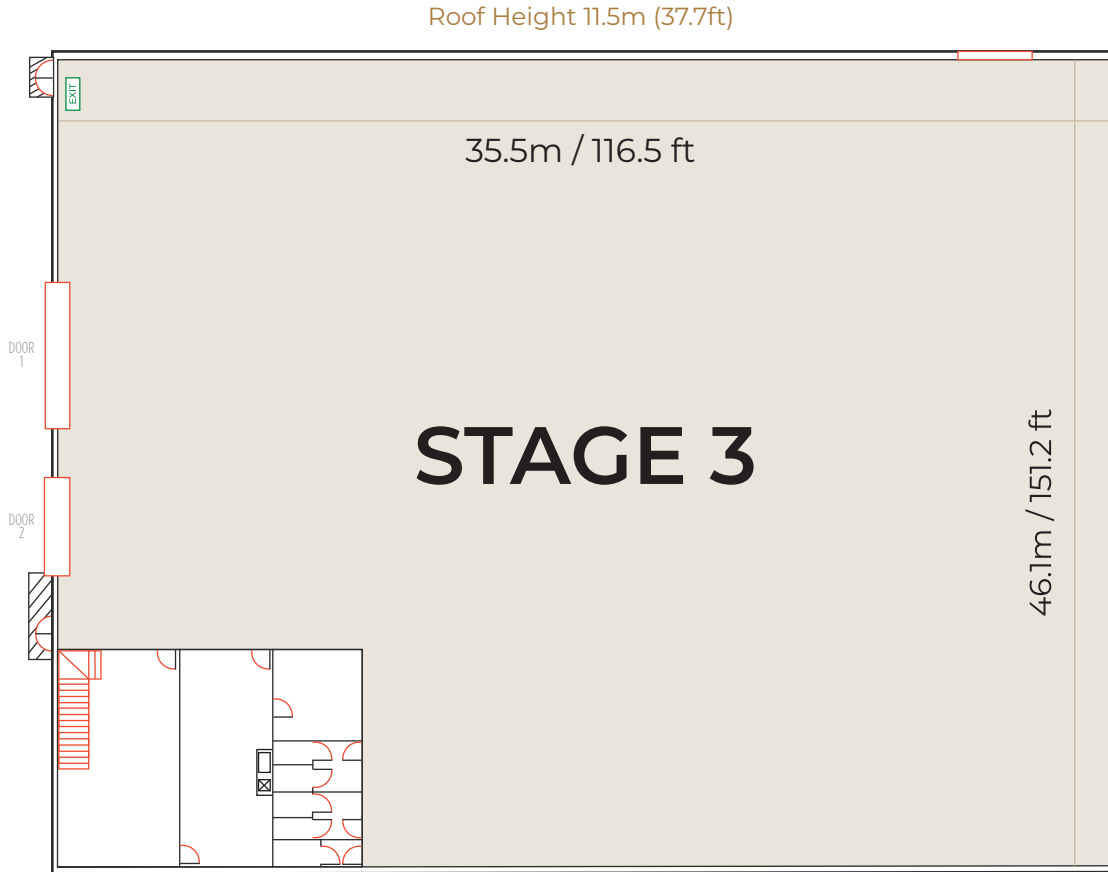 Roof Height 11.5m (37.7ft)
EXIT
35.5m / 116.5 ft
DOOR
1
STAGE 3
46.1m / 151.2 ft
DOOR
2